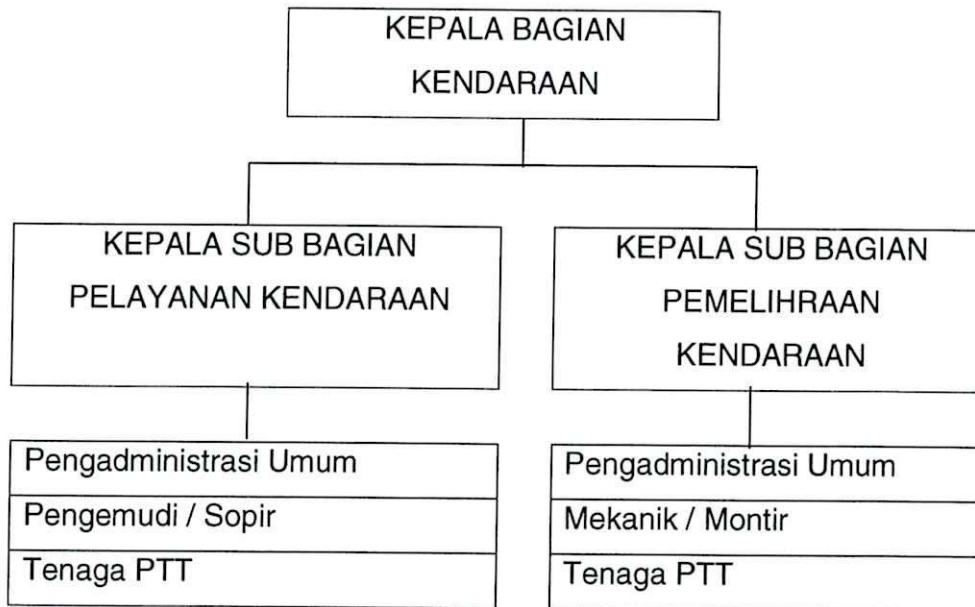 KEPALA BAGIAN
KENDARAAN
KEPALA SUB BAGIAN
PELAYANAN KENDARAAN
KEPALA SUB BAGIAN
PEMELIHRAAN
KENDARAAN
Pengadministrasi Umum
Pengemudi / Sopir
Tenaga PTT
Pengadministrasi Umum
Mekanik / Montir
Tenaga PTT